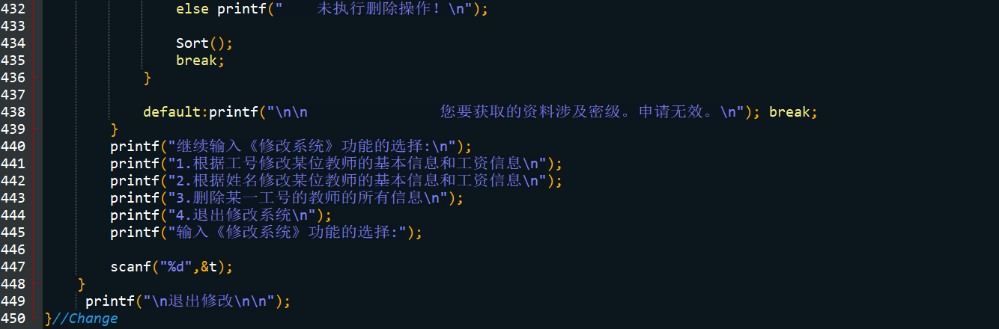 432 else printf("    未执行删除操作！\n");
433
434 Sort();
435 break;
436 }
437
438 default:printf("\n\n                您要获取的资料涉及密级。申请无效。\n"); break;
439 }
440 printf("继续输入《修改系统》功能的选择:\n");
441 printf("1.根据工号修改某位教师的基本信息和工资信息\n");
442 printf("2.根据姓名修改某位教师的基本信息和工资信息\n");
443 printf("3.删除某一工号的教师的所有信息\n");
444 printf("4.退出修改系统\n");
445 printf("输入《修改系统》功能的选择:");
446
447 scanf("%d",&t);
448 }
449 printf("\n退出修改\n\n");
450 }//Change